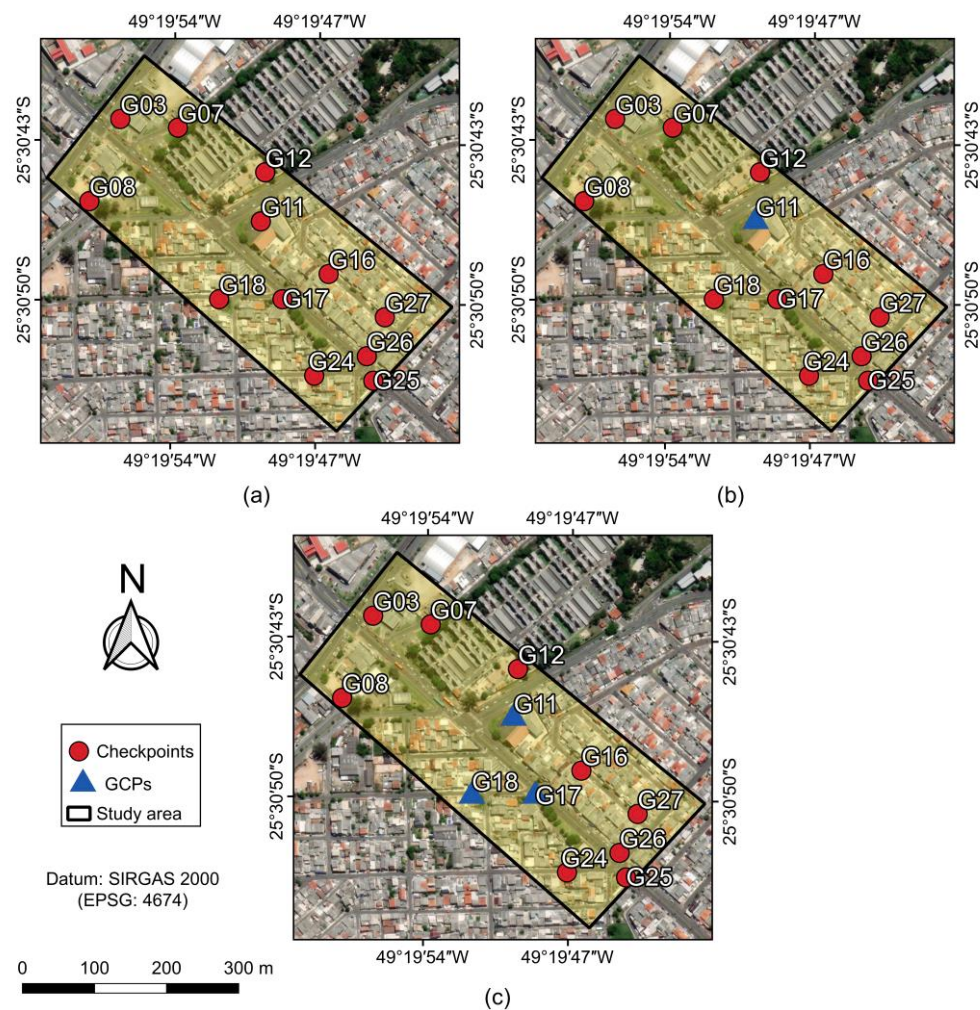 49°19′54″W 49°19′47″W 49°19′54″W 49°19′47″W
25°30′43″S 25°30′50″S
G03 G07
G12
G08
G11
G16
G18 G17
G27
G26
G24
G25
25°30′43″S 25°30′50″S
G03 G07
G12
G08
G11
G16
G18 G17
G27
G26
G24
G25
25°30′43″S 25°30′50″S
49°19′54″W 49°19′47″W 49°19′54″W 49°19′47″W
(a) (b)
49°19′54″W 49°19′47″W
N
Checkpoints
GCPs
Study area
Datum: SIRGAS 2000
(EPSG: 4674)
0 100 200 300 m
25°30′50″S 25°30′43″S
G03 G07
G12
G08
G11
G16
G18 G17
G27
G26
G24
G25
25°30′43″S 25°30′50″S
49°19′54″W 49°19′47″W
(c)